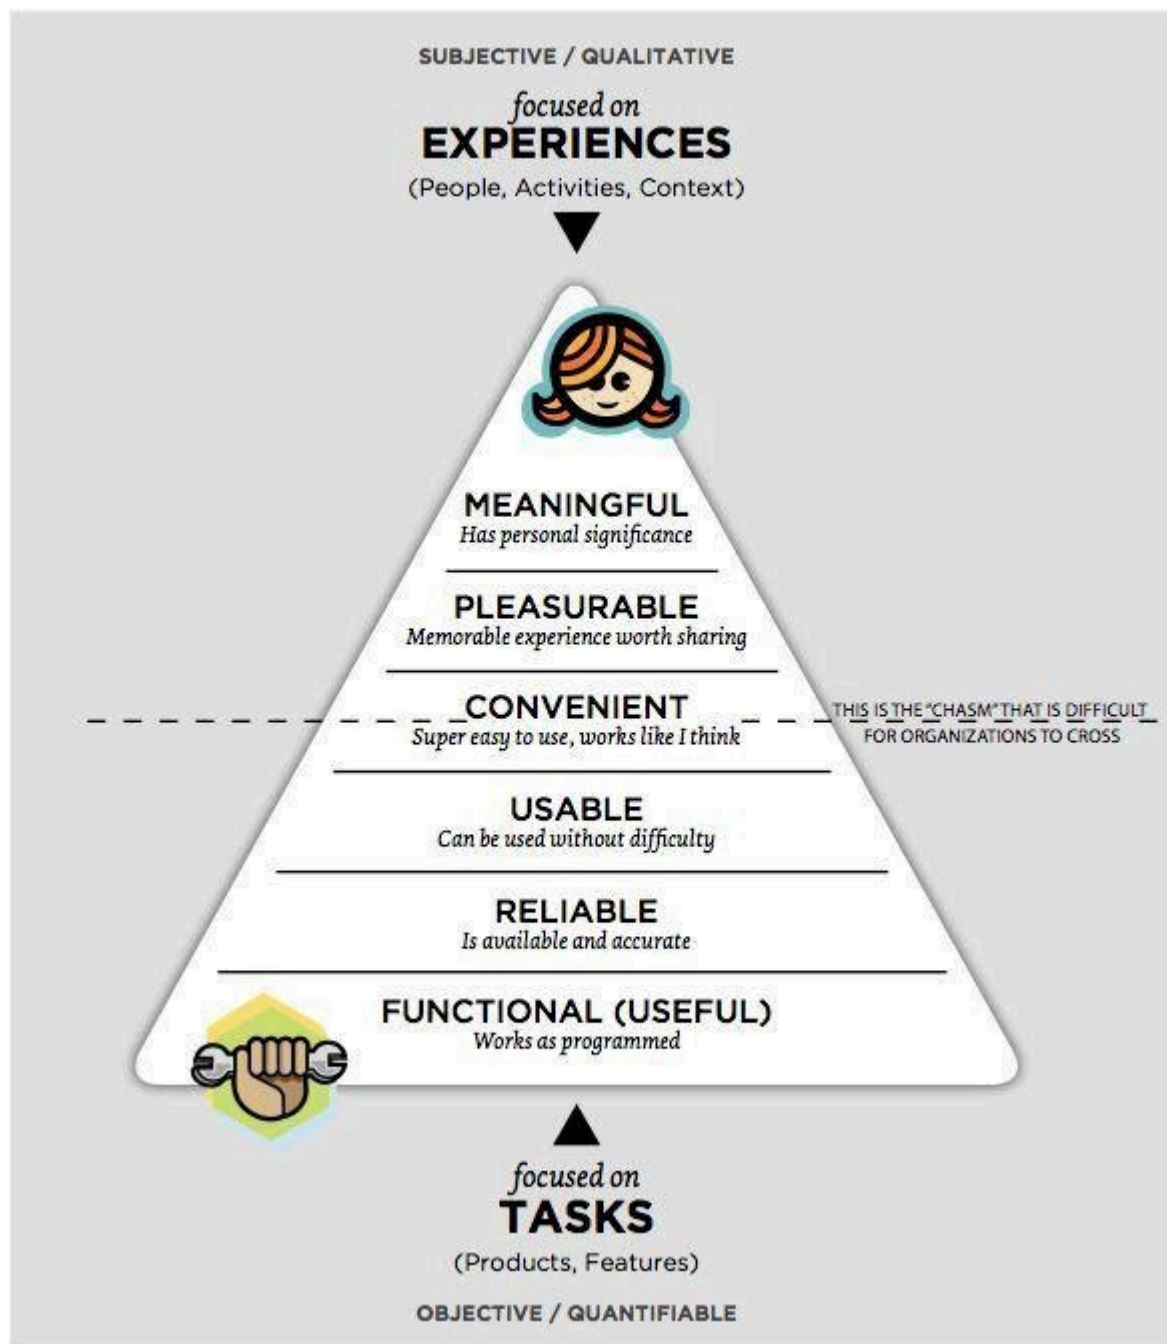 SUBJECTIVE / QUALITATIVE
focused on
EXPERIENCES
(People, Activities, Context)
MEANINGFUL
Has personal significance
PLEASURABLE
Memorable experience worth sharing
CONVENIENT
Super easy to use, works like I think
THIS IS THE "CHASM" THAT IS DIFFICULT
FOR ORGANIZATIONS TO CROSS
USABLE
Can be used without difficulty
RELIABLE
Is available and accurate
FUNCTIONAL (USEFUL)
Works as programmed
focused on
TASKS
(Products, Features)
OBJECTIVE / QUANTIFIABLE